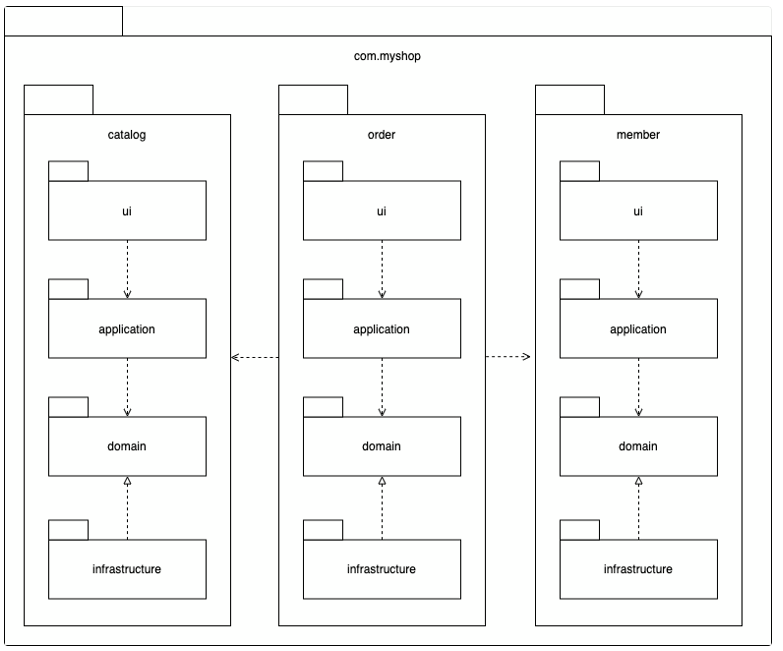 com.myshop
catalog
order
member
ui
ui
ui
application
application
application
domain
domain
domain
infrastructure
infrastructure
infrastructure